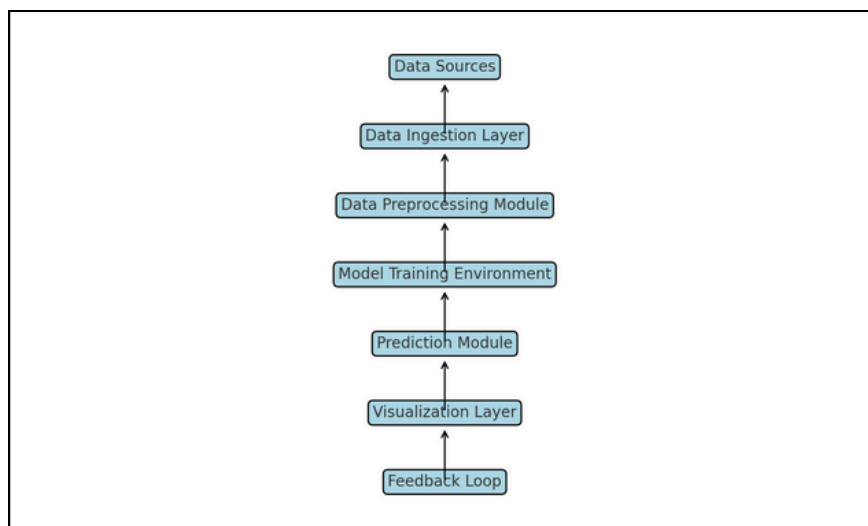 Data Sources
Data Ingestion Layer
Data Preprocessing Module
Model Training Environment
Prediction Module
Visualization Layer
Feedback Loop